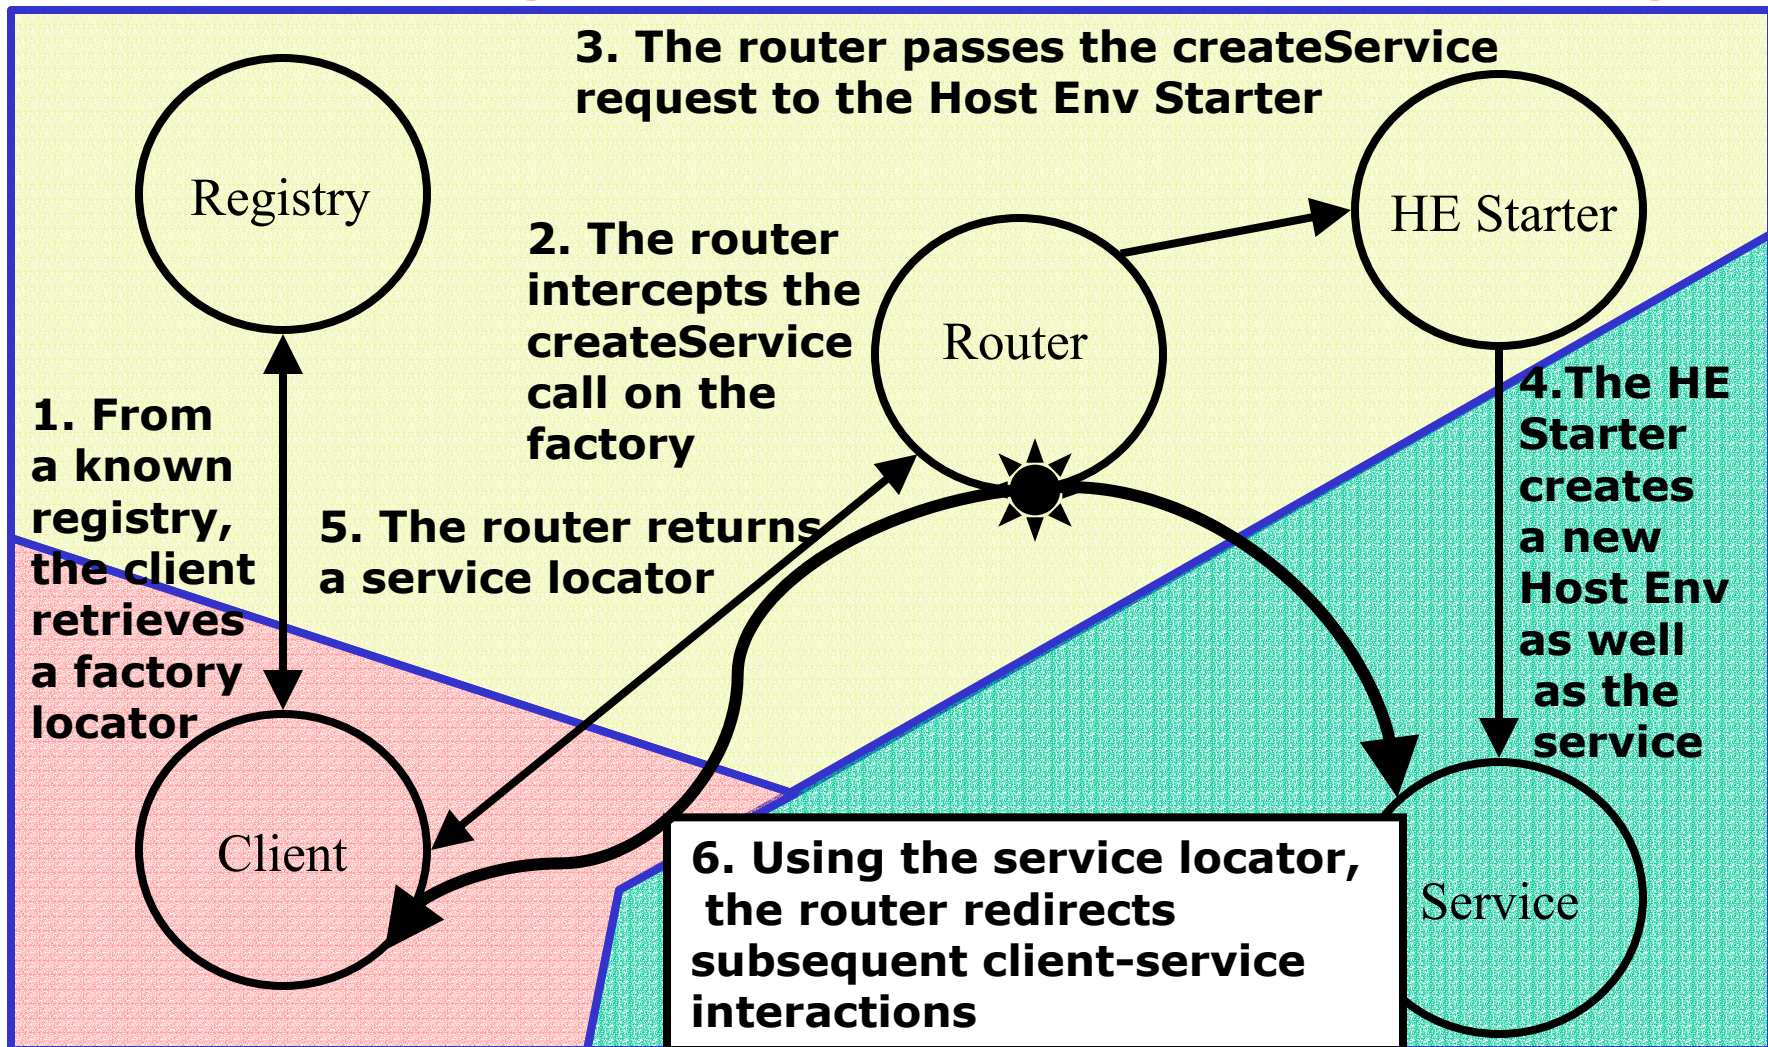 3. The router passes the createService
request to the Host Env Starter
Registry
HE Starter
2. The router
intercepts the
createService
call on the
factory
Router
1. From
a known
registry,
the client
retrieves
a factory
locator
4.The HE
Starter
creates
a new
Host Env
as well
as the
service
5. The router returns
a service locator
Client
6. Using the service locator,
the router redirects
subsequent client-service
interactions
Service